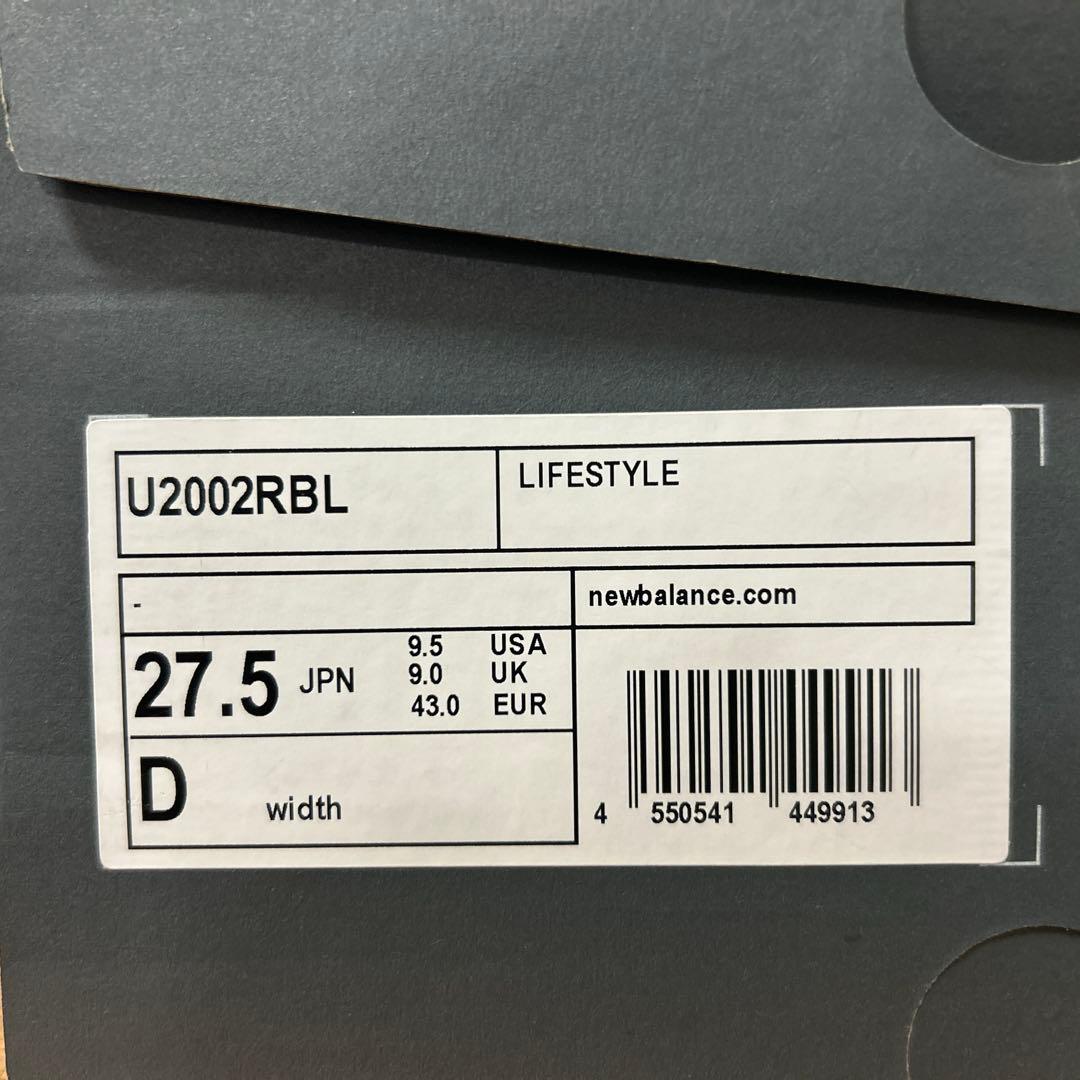 U2002RBL
LIFESTYLE
-
newbalance.com
27.5 JPN
9.5 USA
9.0 UK
43.0 EUR
D width
4 550541 449913